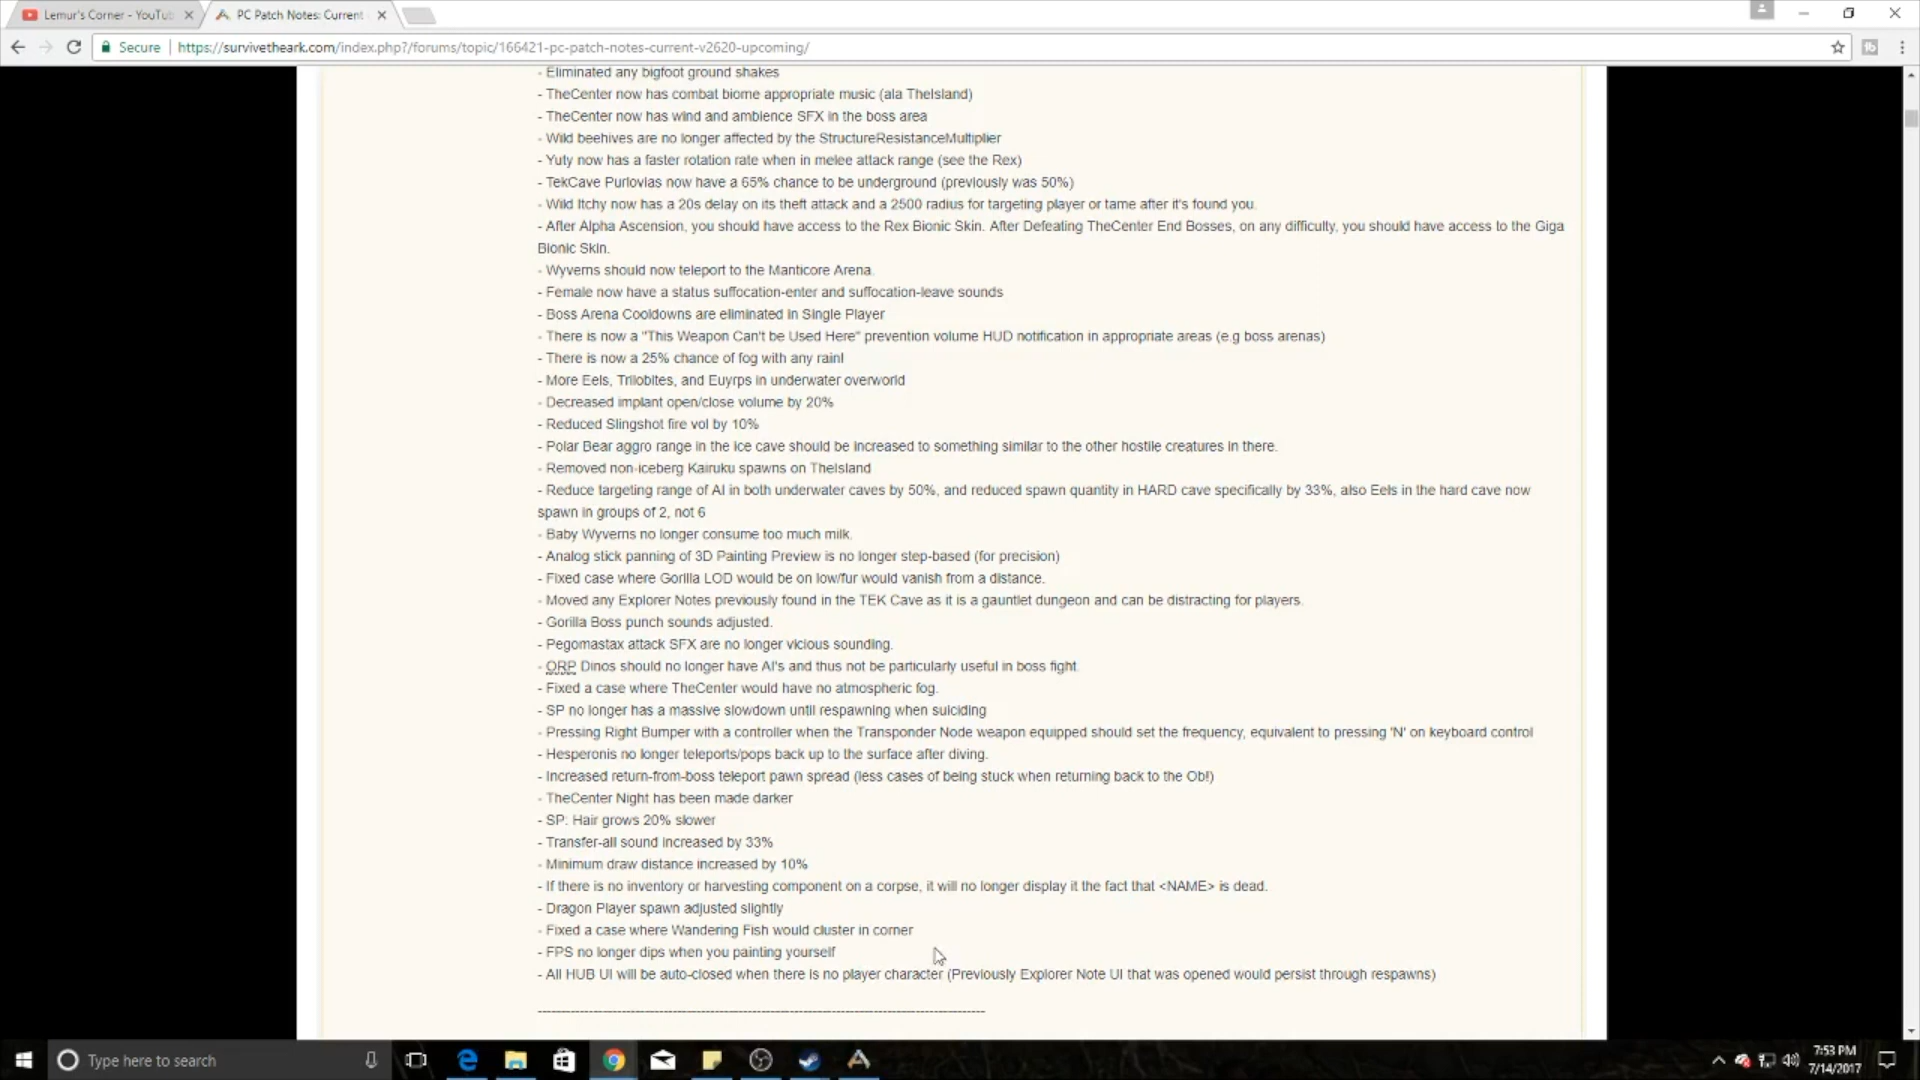 Lemur's Corner - YouTub
PC Patch Notes: Current
Secure
https://survivetheark.com/index.php?/forums/topic/166421-pc-patch-notes-current-v2620-upcoming/
- Eliminated any bigfoot ground shakes
- TheCenter now has combat biome appropriate music (ala TheIsland)
- TheCenter now has wind and ambience SFX in the boss area
- Wild beehives are no longer affected by the StructureResistanceMultiplier
- Yuty now has a faster rotation rate when in melee attack range (see the Rex)
- TekCave Purlovias now have a 65% chance to be underground (previously was 50%)
- Wild Itchy now has a 20s delay on its theft attack and a 2500 radius for targeting player or tame after it's found you.
- After Alpha Ascension, you should have access to the Rex Bionic Skin. After Defeating TheCenter End Bosses, on any difficulty, you should have access to the Giga
Bionic Skin.
- Wyverns should now teleport to the Manticore Arena.
- Female now have a status suffocation-enter and suffocation-leave sounds
- Boss Arena Cooldowns are eliminated in Single Player
- There is now a "This Weapon Can't be Used Here" prevention volume HUD notification in appropriate areas (e.g boss arenas)
- There is now a 25% chance of fog with any rain!
- More Eels, Trilobites, and Euyrps in underwater overworld
- Decreased implant open/close volume by 20%
- Reduced Slingshot fire vol by 10%
- Polar Bear aggro range in the ice cave should be increased to something similar to the other hostile creatures in there.
- Removed non-iceberg Kairuku spawns on TheIsland
- Reduce targeting range of AI in both underwater caves by 50%, and reduced spawn quantity in HARD cave specifically by 33%, also Eels in the hard cave now
spawn in groups of 2, not 6
- Baby Wyverns no longer consume too much milk.
- Analog stick panning of 3D Painting Preview is no longer step-based (for precision)
- Fixed case where Gorilla LOD would be on low/fur would vanish from a distance.
- Moved any Explorer Notes previously found in the TEK Cave as it is a gauntlet dungeon and can be distracting for players.
- Gorilla Boss punch sounds adjusted.
- Pegomastax attack SFX are no longer vicious sounding.
- ORP Dinos should no longer have AI's and thus not be particularly useful in boss fight.
- Fixed a case where TheCenter would have no atmospheric fog.
- SP no longer has a massive slowdown until respawning when suiciding
- Pressing Right Bumper with a controller when the Transponder Node weapon equipped should set the frequency, equivalent to pressing 'N' on keyboard control
- Hesperonis no longer teleports/pops back up to the surface after diving.
- Increased return-from-boss teleport pawn spread (less cases of being stuck when returning back to the Ob!)
- TheCenter Night has been made darker
- SP: Hair grows 20% slower
- Transfer-all sound increased by 33%
- Minimum draw distance increased by 10%
- If there is no inventory or harvesting component on a corpse, it will no longer display it the fact that <NAME> is dead.
- Dragon Player spawn adjusted slightly
- Fixed a case where Wandering Fish would cluster in corner
- FPS no longer dips when you painting yourself
- All HUB UI will be auto-closed when there is no player character (Previously Explorer Note UI that was opened would persist through respawns)
Type here to search
7:53 PM
7/14/2017